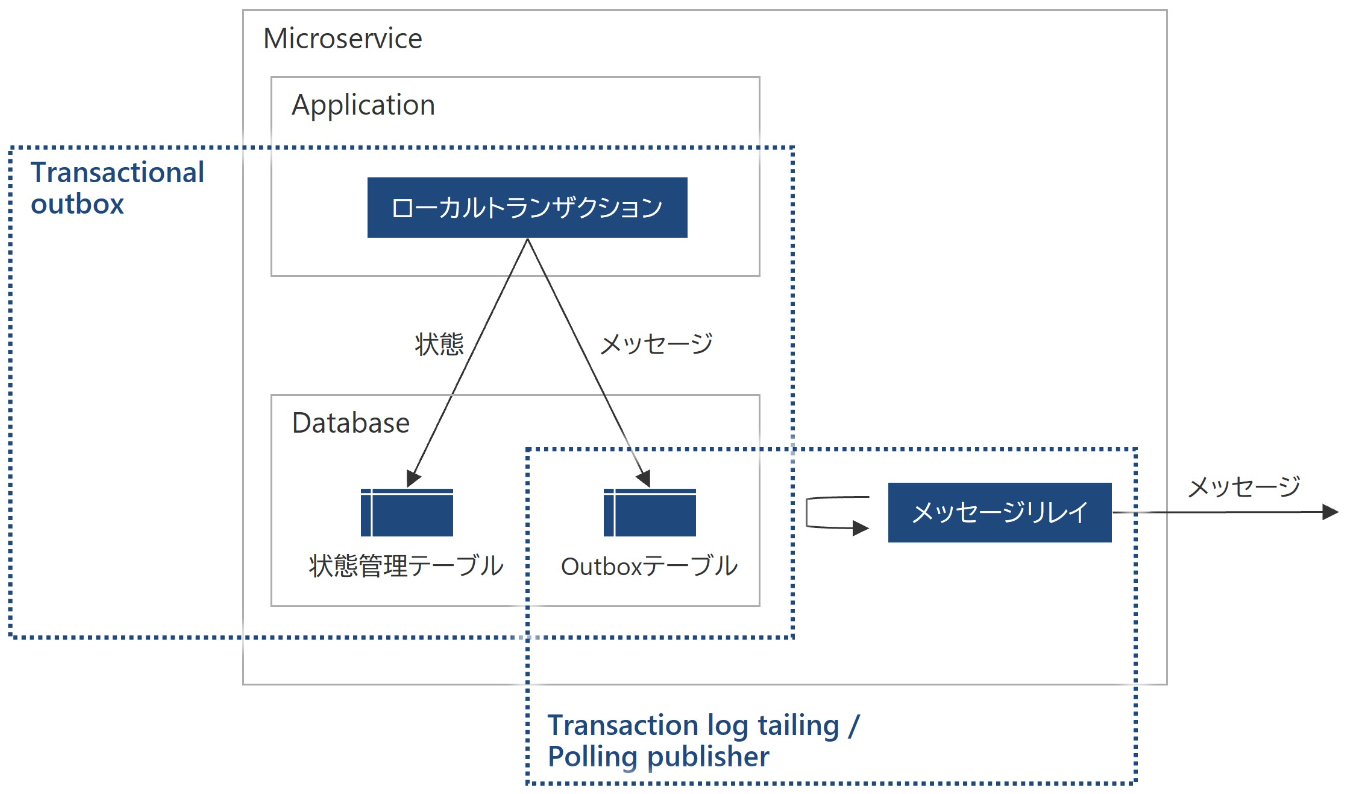 Microservice
Application
Transactional
outbox
ローカルトランザクション
状態
メッセージ
Database
メッセージリレイ
メッセージ
状態管理テーブル
Outboxテーブル
Transaction log tailing /
Polling publisher